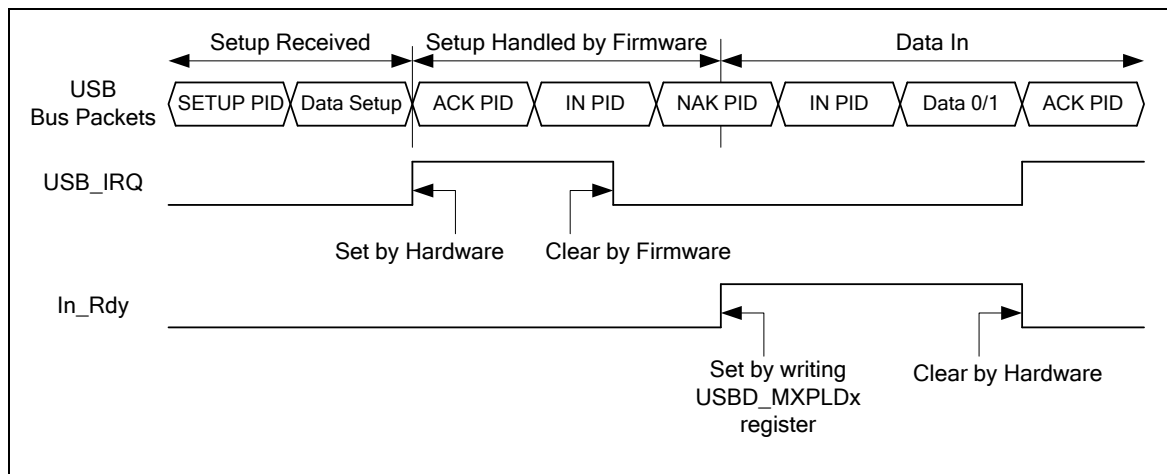 Setup Received Setup Handled by Firmware Data In
USB
Bus Packets
SETUP PID Data Setup ACK PID IN PID NAK PID IN PID Data 0/1 ACK PID
USB_IRQ
Set by Hardware Clear by Firmware
In_Rdy
Set by writing
USBD_MXPLDx
register
Clear by Hardware